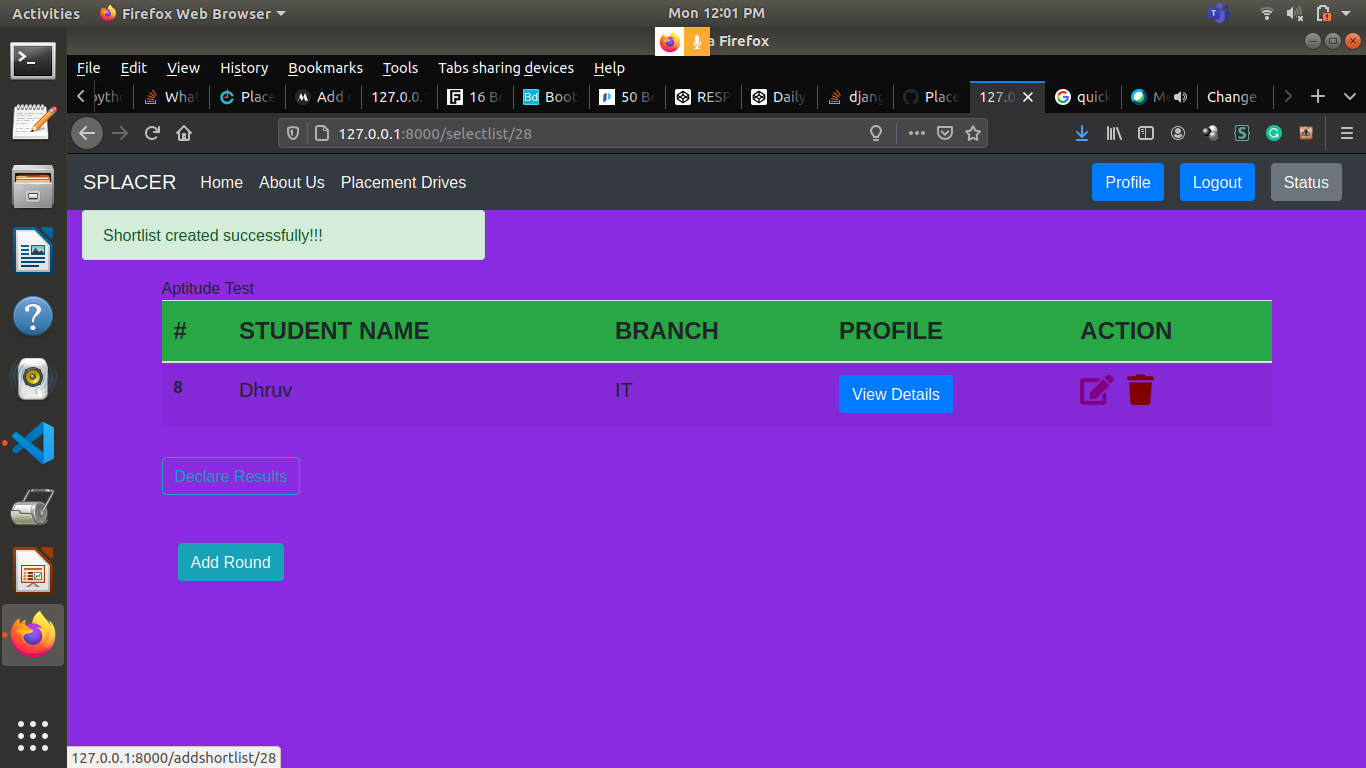 Activities Firefox Web Browser Mon 12:01 PM
a Firefox
File Edit View History Bookmarks Tools Tabs sharing devices Help
What Place Add 127.0.0. 16 Bo Boot 50 Be RESP Daily djang Place 127.0 quick Me Change
127.0.0.1:8000/selectlist/28
SPLACER Home About Us Placement Drives Profile Logout Status
Shortlist created successfully!!!
Aptitude Test
# STUDENT NAME BRANCH PROFILE ACTION
8 Dhruv IT View Details
Declare Results
Add Round
127.0.0.1:8000/addshortlist/28